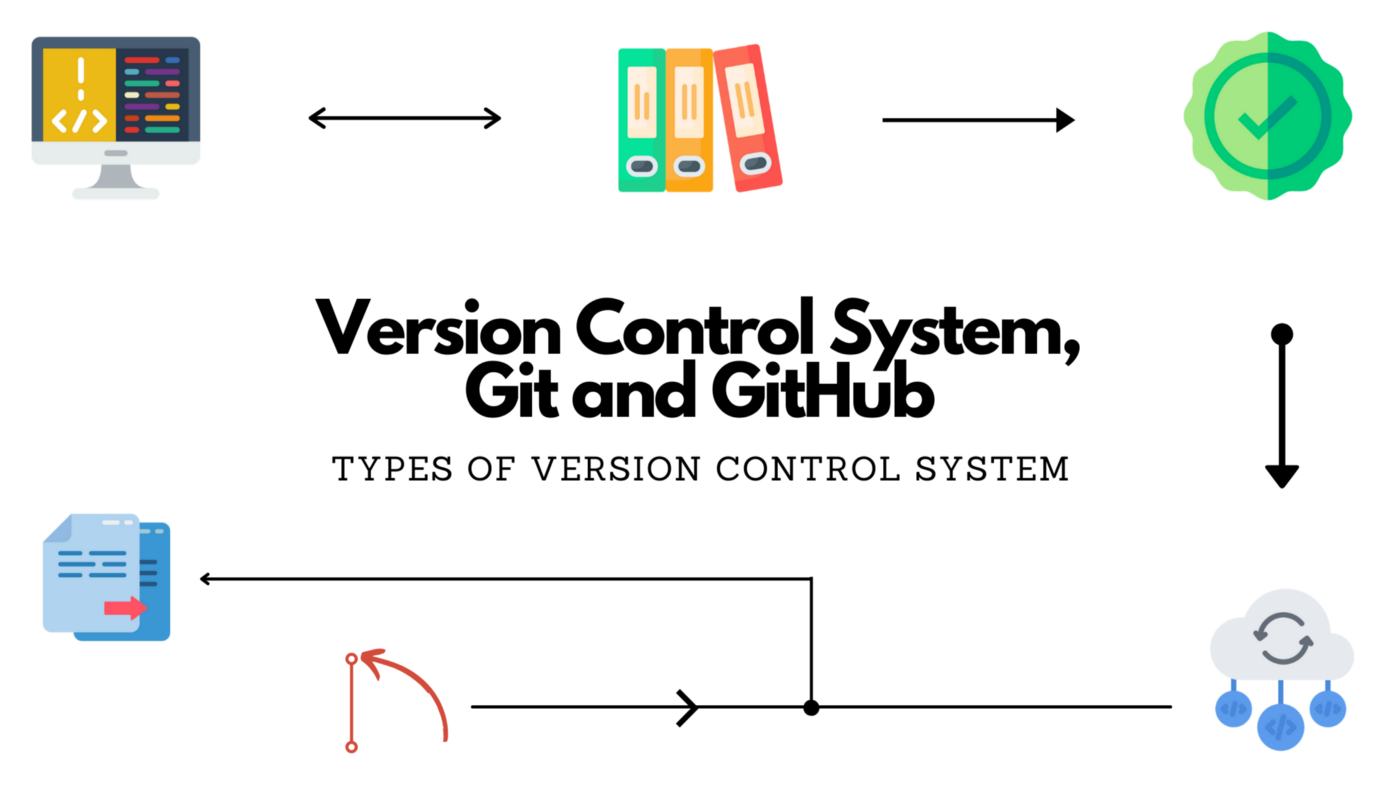 Version Control System,
Git and GitHub
TYPES OF VERSION CONTROL SYSTEM